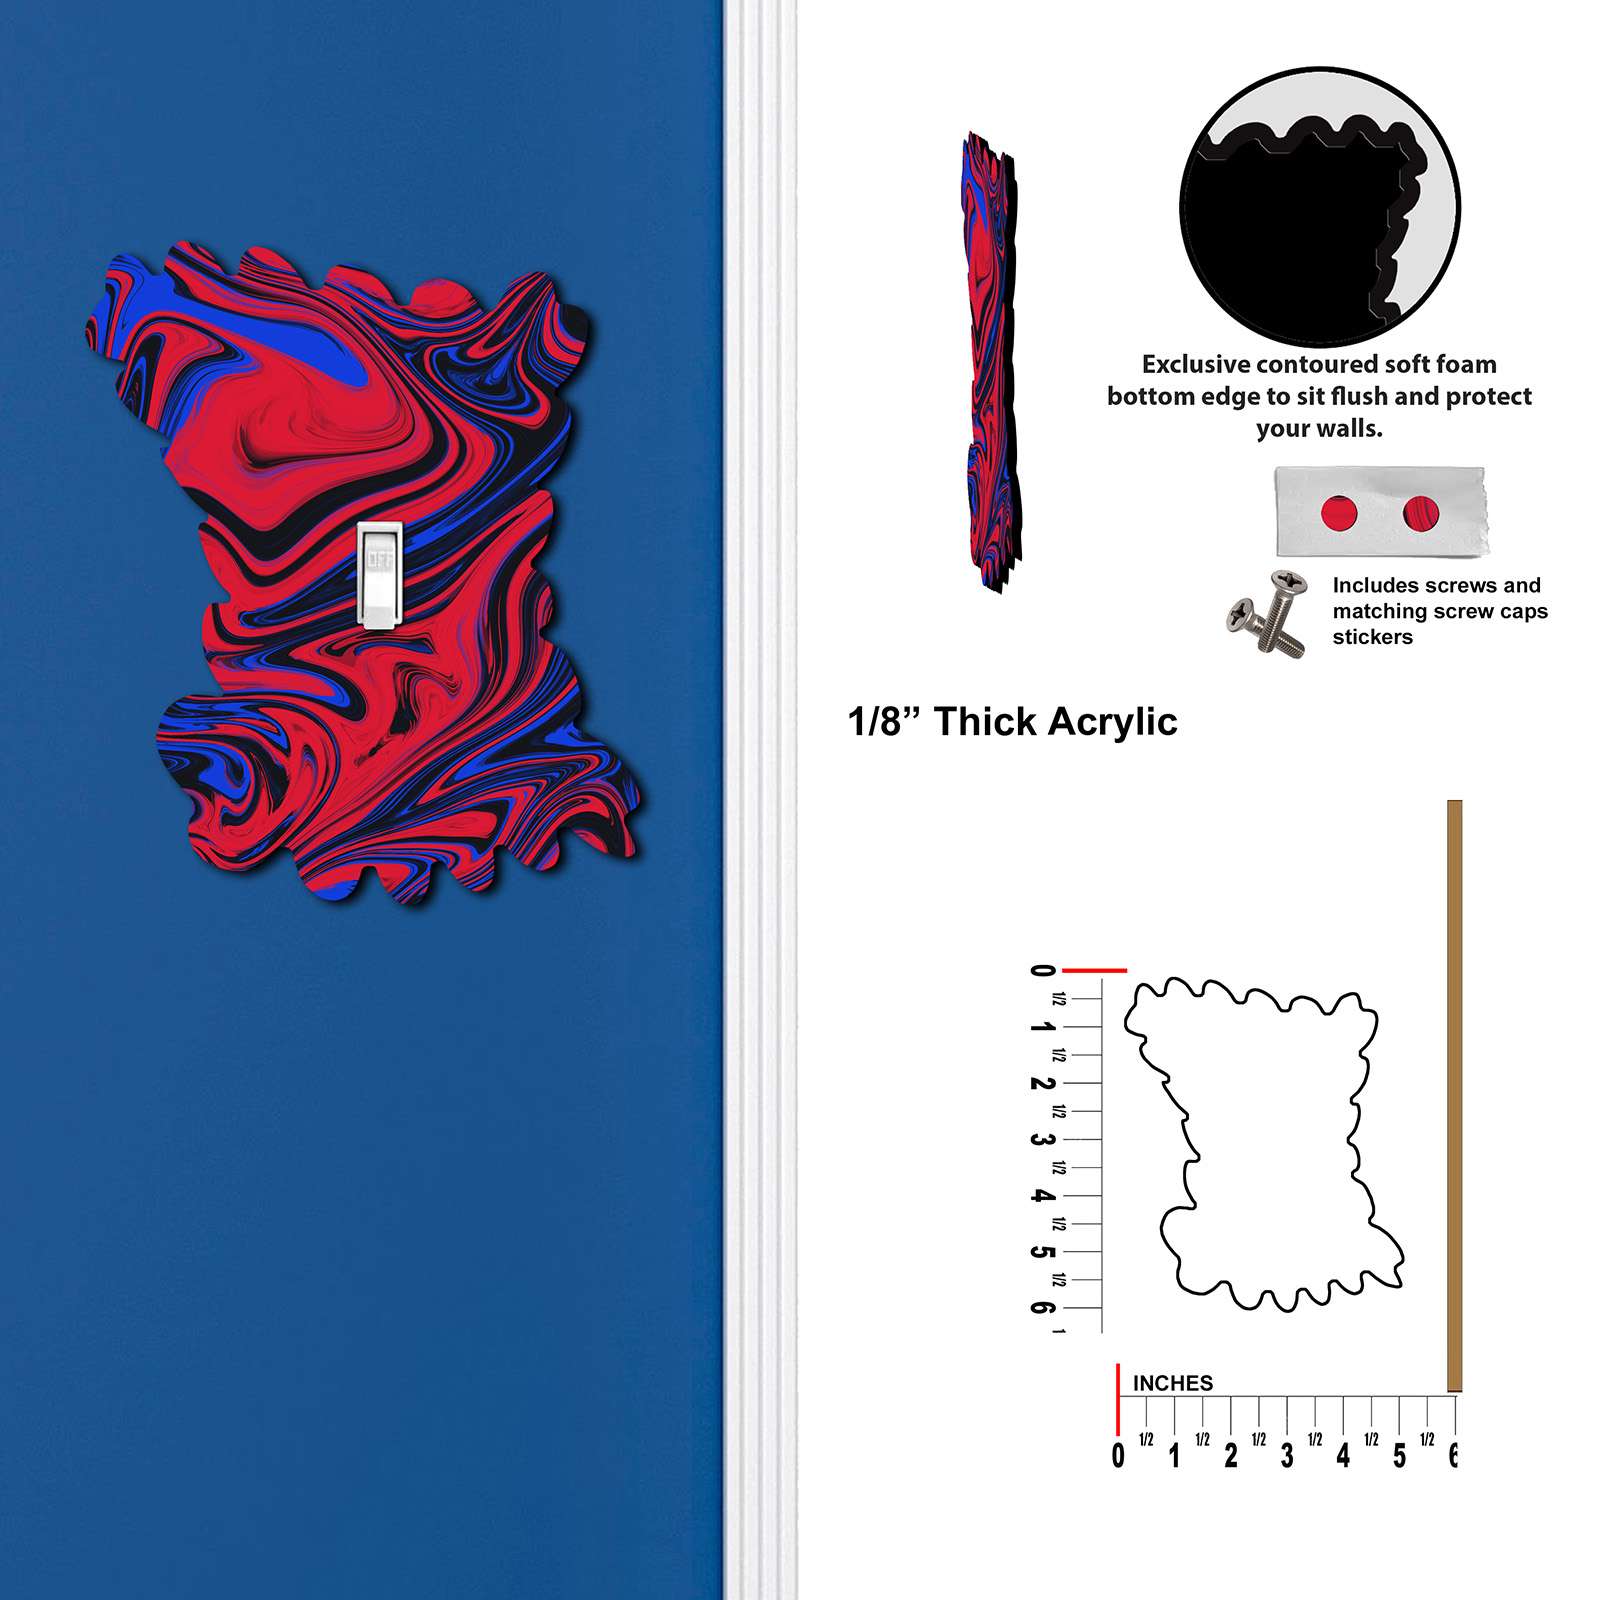 OFF
Exclusive contoured soft foam
bottom edge to sit flush and protect
your walls.
Includes screws and
matching screw caps
stickers
1/8” Thick Acrylic
0
1/2
1
1/2
2
1/2
3
1/2
4
1/2
5
1/2
6
1
INCHES
0 1/2 1 1/2 2 1/2 3 1/2 4 1/2 5 1/2 6